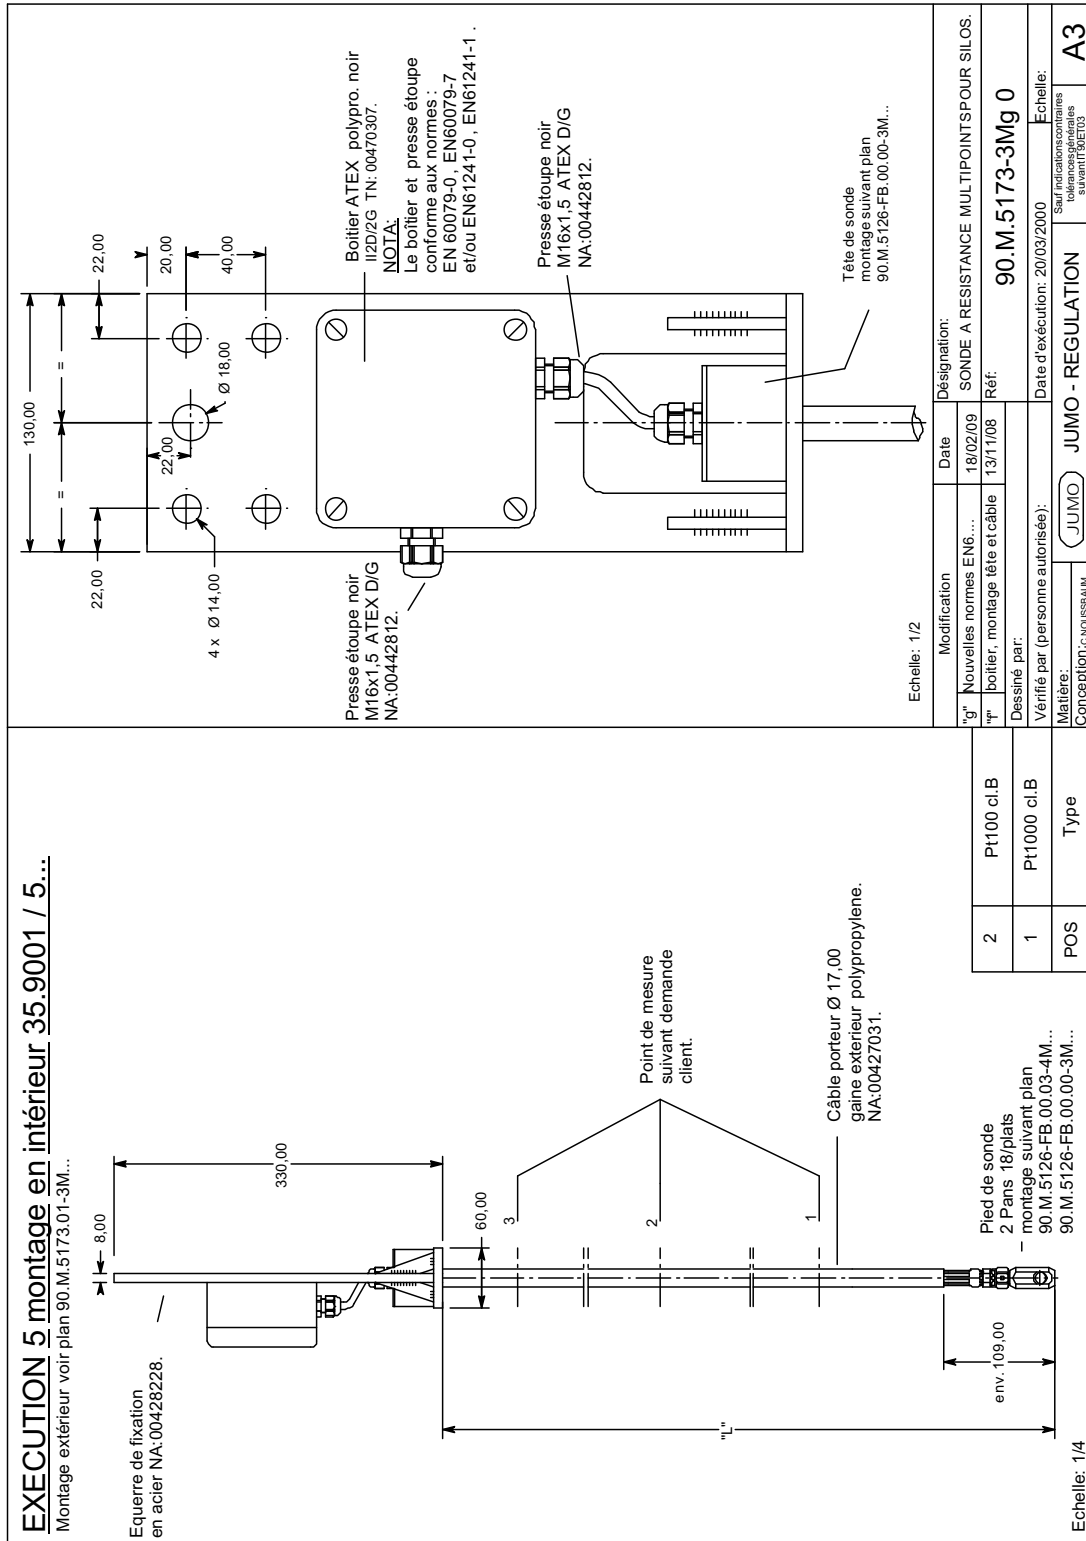 EXECUTION 5 montage en intérieur 35.9001 / 5...
Montage extérieur voir plan 90.M.5173.01-3M...
Equerre de fixation
en acier NA:00428228.
8,00
330,00
60,00
3
2
1
Point de mesure
suivant demande
client.
Câble porteur Ø 17,00
gaine exterieur polypropylene.
NA:00427031.
"L"
env. 109,00
Pied de sonde
2 Pans 18/plats
montage suivant plan
90.M.5126-FB.00.03-4M...
90.M.5126-FB.00.00-3M...
Echelle: 1/4
2
Pt100 cl.B
1
Pt1000 cl.B
POS
Type
130,00
=
=
22,00
22,00
22,00
20,00
40,00
Ø 18,00
4 x Ø 14,00
Boitier ATEX polypro. noir
II2D/2G TN: 00470307.
NOTA:
Le boîtier et presse étoupe
conforme aux normes :
EN 60079-0 , EN60079-7
et/ou EN61241-0 , EN61241-1 .
Presse étoupe noir
M16x1,5 ATEX D/G
NA:00442812.
Presse étoupe noir
M16x1,5 ATEX D/G
NA:00442812.
Tête de sonde
montage suivant plan
90.M.5126-FB.00.00-3M...
Echelle: 1/2
Modification
Date
Désignation:
SONDE A RESISTANCE MULTIPOINTS POUR SILOS.
"g"
Nouvelles normes EN6....
18/02/09
"f"
boitier, montage tête et câble
13/11/08
Réf:
90.M.5173-3Mg 0
Dessiné par:
Vérifié par (personne autorisée):
Date d'exécution: 20/03/2000
Echelle:
Matière:
Conception: C.NOUSSBAUM
JUMO
JUMO - REGULATION
Sauf indications contraires
tolérances générales
suivant IT90ET03
A3